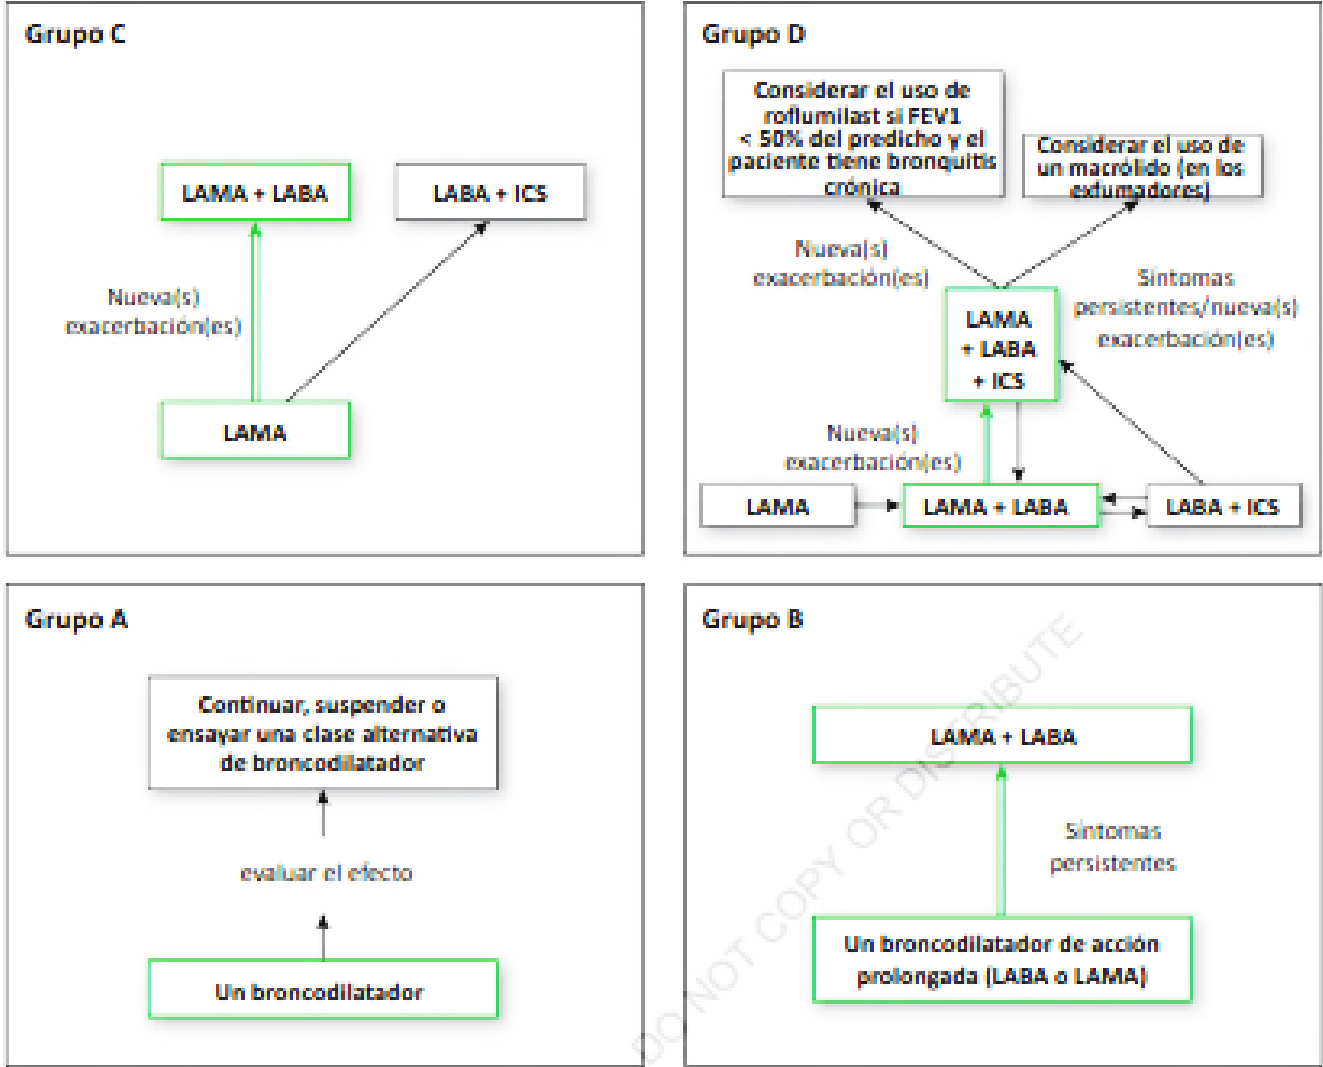 Grupo C
LAMA + LABA
LABA + ICS
Nueva(s)
exacerbación(es)
LAMA
Grupo D
Considerar el uso de
roflumilast si FEV1
< 50% del predicho y el
paciente tiene bronquitis
crónica
Considerar el uso de
un macrólido (en los
exfumadores)
Nueva(s)
exacerbación(es)
Síntomas
persistentes/nueva(s)
exacerbación(es)
LAMA
+ LABA
+ ICS
Nueva(s)
exacerbación(es)
LAMA
LAMA + LABA
LABA + ICS
Grupo A
Continuar, suspender o
ensayar una clase alternativa
de broncodilatador
evaluar el efecto
Un broncodilatador
Grupo B
LAMA + LABA
Síntomas
persistentes
Un broncodilatador de acción
prolongada (LABA o LAMA)
DO NOT COPY OR DISTRIBUTE